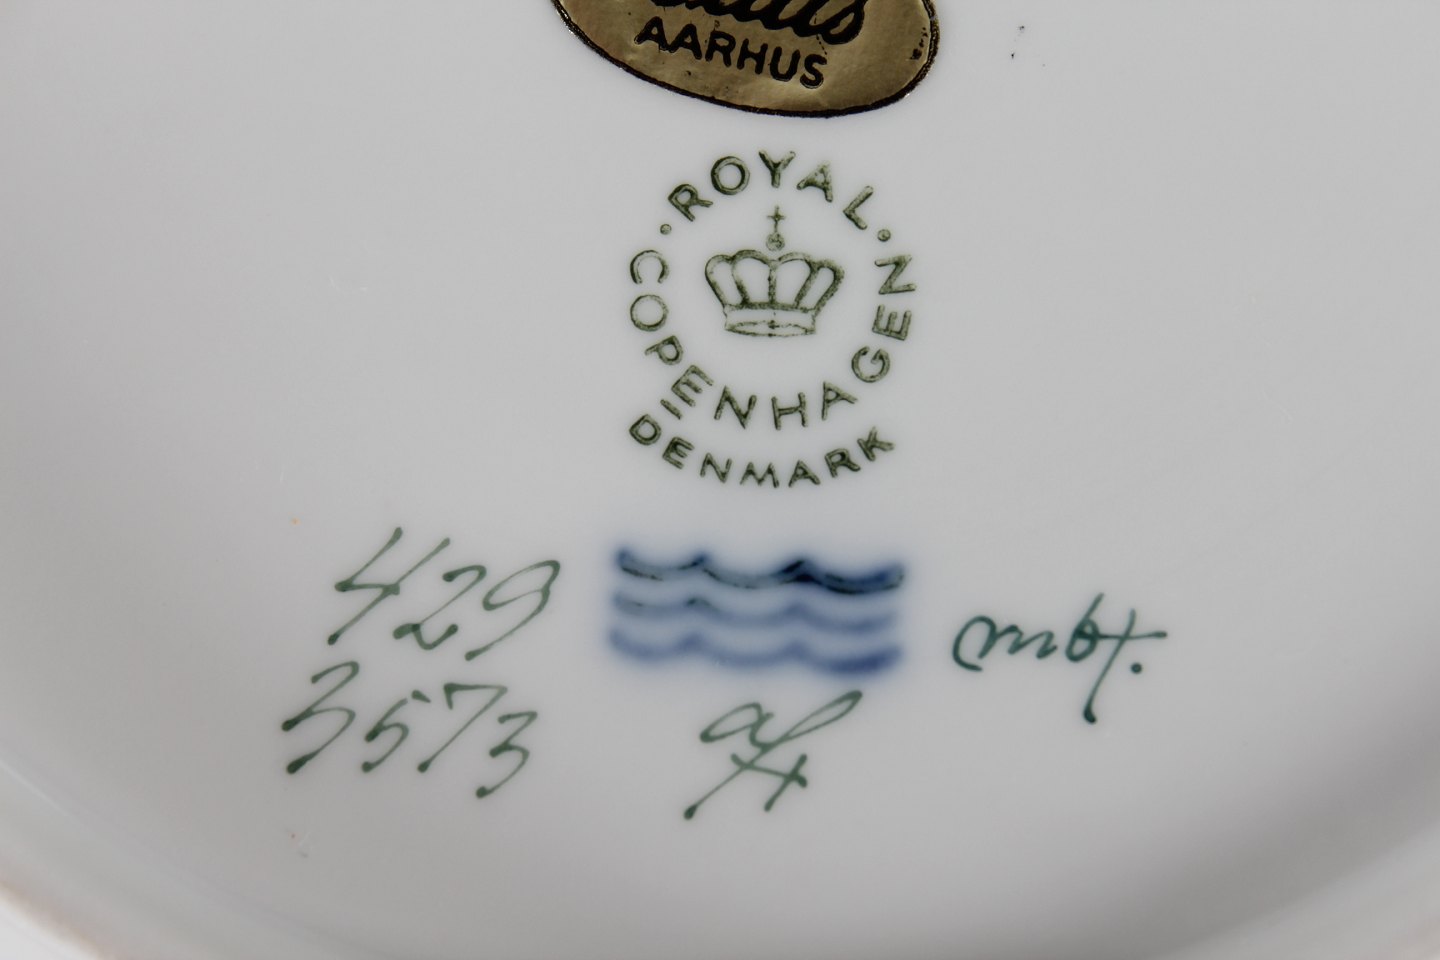 AARHUS
ROYAL
COPENHAGEN
DENMARK
429
3573